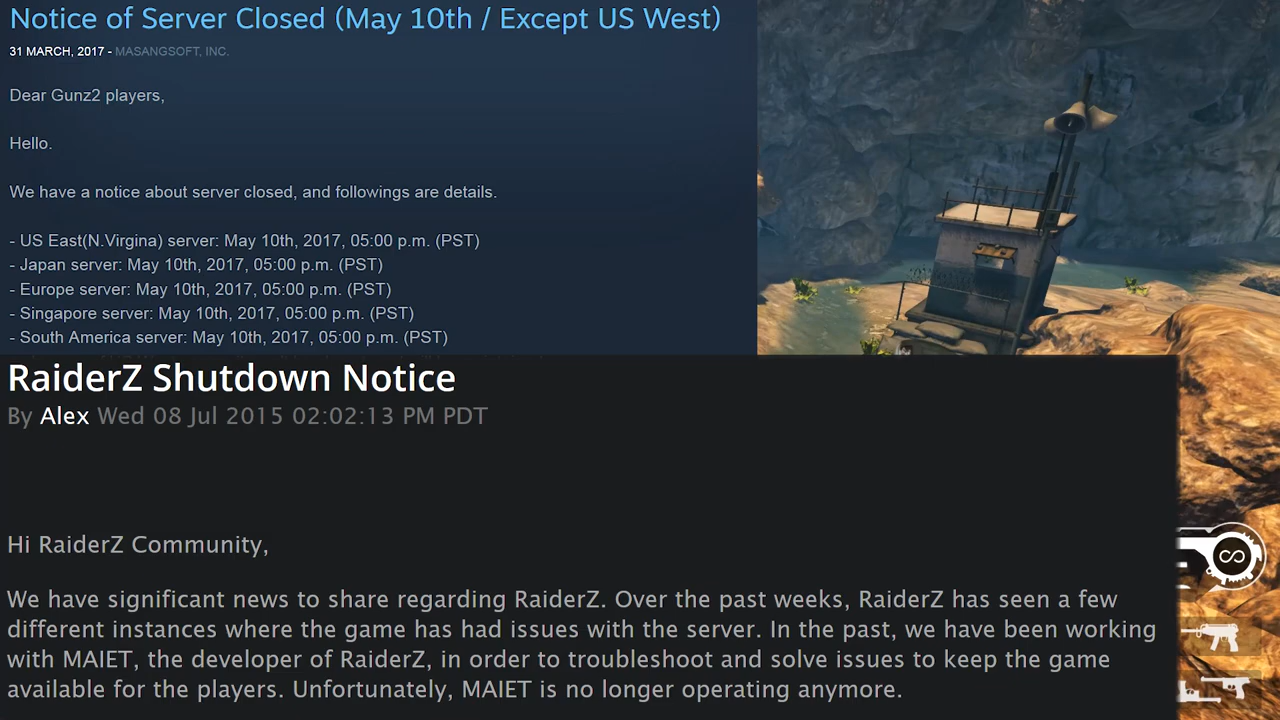 Notice of Server Closed (May 10th / Except US West)
31 MARCH, 2017 - MASANGSOFT, INC.
Dear Gunz2 players,
Hello.
We have a notice about server closed, and followings are details.
- US East(N.Virgina) server: May 10th, 2017, 05:00 p.m. (PST)
- Japan server: May 10th, 2017, 05:00 p.m. (PST)
- Europe server: May 10th, 2017, 05:00 p.m. (PST)
- Singapore server: May 10th, 2017, 05:00 p.m. (PST)
- South America server: May 10th, 2017, 05:00 p.m. (PST)
RaiderZ Shutdown Notice
By Alex Wed 08 Jul 2015 02:02:13 PM PDT
Hi RaiderZ Community,
We have significant news to share regarding RaiderZ. Over the past weeks, RaiderZ has seen a few
different instances where the game has had issues with the server. In the past, we have been working
with MAIET, the developer of RaiderZ, in order to troubleshoot and solve issues to keep the game
available for the players. Unfortunately, MAIET is no longer operating anymore.